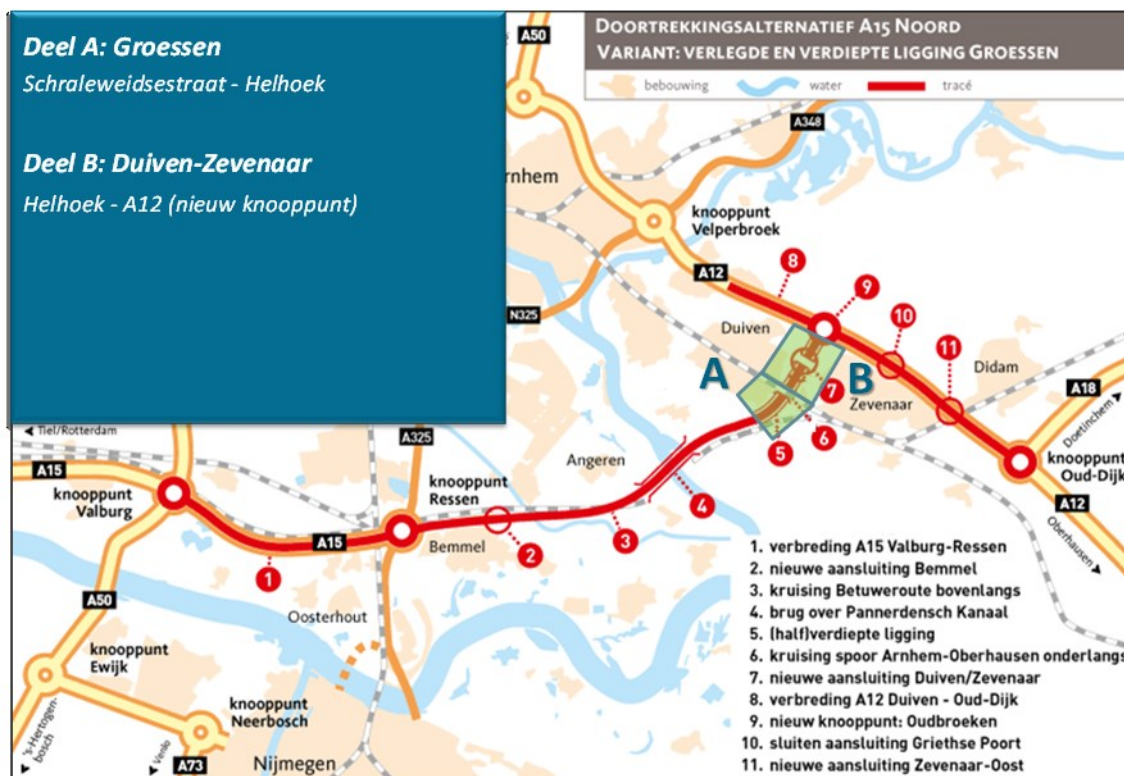 Deel A: Groessen
Schraleweidsestraat - Helhoek
Deel B: Duiven-Zevenaar
Helhoek - A12 (nieuw knooppunt)
DOORTREKKINGSALTERNATIEF A15 NOORD
VARIANT: VERLEGDE EN VERDIEPTE LIGGING GROESSEN
bebouwing
water
tracé
A50
A348
rnhem
knooppunt
Velperbroek
A12
8
9
N325
Duiven
10
11
Didam
A
B
7
A18
Doetinchem
Zevenaar
Tiel/Rotterdam
A325
6
5
knooppunt
Oud-Dijk
Angeren
A15
knooppunt
Valburg
knooppunt
Ressen
4
A12
Oberhausen
A15
Bemmel
2
3
1
A50
Oosterhout
knooppunt
Ewijk
knooppunt
Neerbosch
's-Hertogen-
bosch
Venlo
A73
Nijmegen
1. verbreding A15 Valburg-Ressen
2. nieuwe aansluiting Bemmel
3. kruising Betuweroute bovenlangs
4. brug over Pannerdensch Kanaal
5. (half)verdiepte ligging
6. kruising spoor Arnhem-Oberhausen onderlangs
7. nieuwe aansluiting Duiven/Zevenaar
8. verbreding A12 Duiven - Oud-Dijk
9. nieuw knooppunt: Oudbroeken
10. sluiten aansluiting Griethse Poort
11. nieuwe aansluiting Zevenaar-Oost